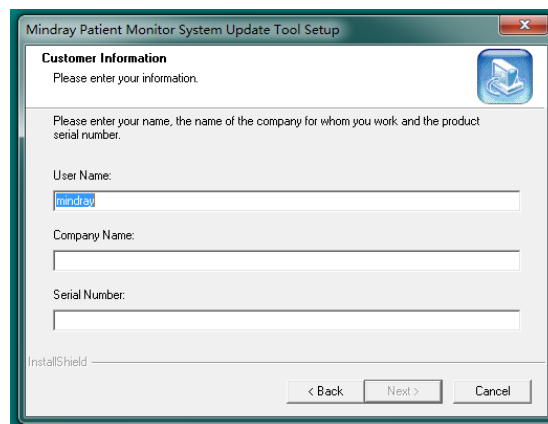 Mindray Patient Monitor System Update Tool Setup
Customer Information
Please enter your information.
Please enter your name, the name of the company for whom you work and the product
serial number.
User Name:
mindray
Company Name:
Serial Number:
InstallShield
< Back
Next >
Cancel